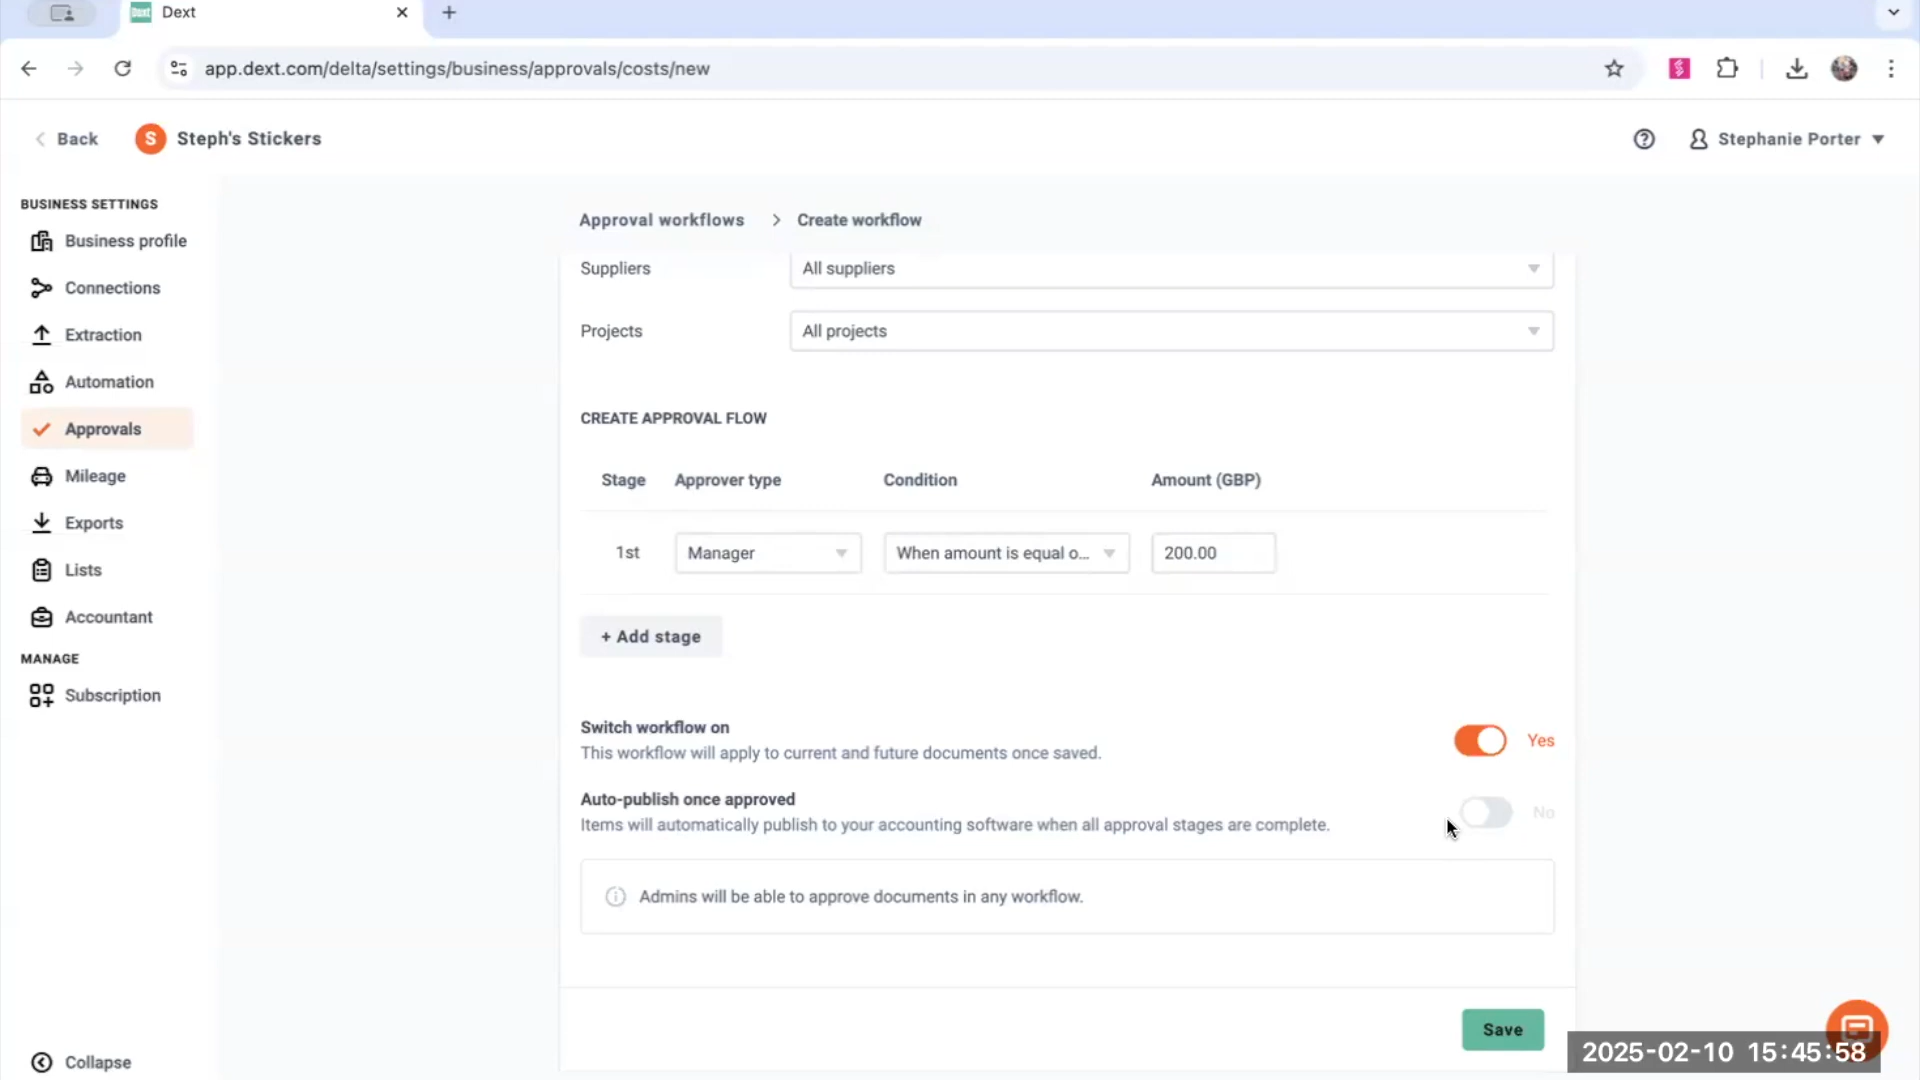 Dext
app.dext.com/delta/settings/business/approvals/costs/new
Back
S
Steph's Stickers
Stephanie Porter
BUSINESS SETTINGS
Business profile
Connections
Extraction
Automation
Approvals
Mileage
Exports
Lists
Accountant
MANAGE
Subscription
Collapse
Approval workflows > Create workflow
Suppliers All suppliers
Projects All projects
CREATE APPROVAL FLOW
Stage Approver type Condition Amount (GBP)
1st Manager When amount is equal o... 200.00
+ Add stage
Switch workflow on
This workflow will apply to current and future documents once saved.
Yes
Auto-publish once approved
Items will automatically publish to your accounting software when all approval stages are complete.
No
Admins will be able to approve documents in any workflow.
Save
2025-02-10 15:45:58